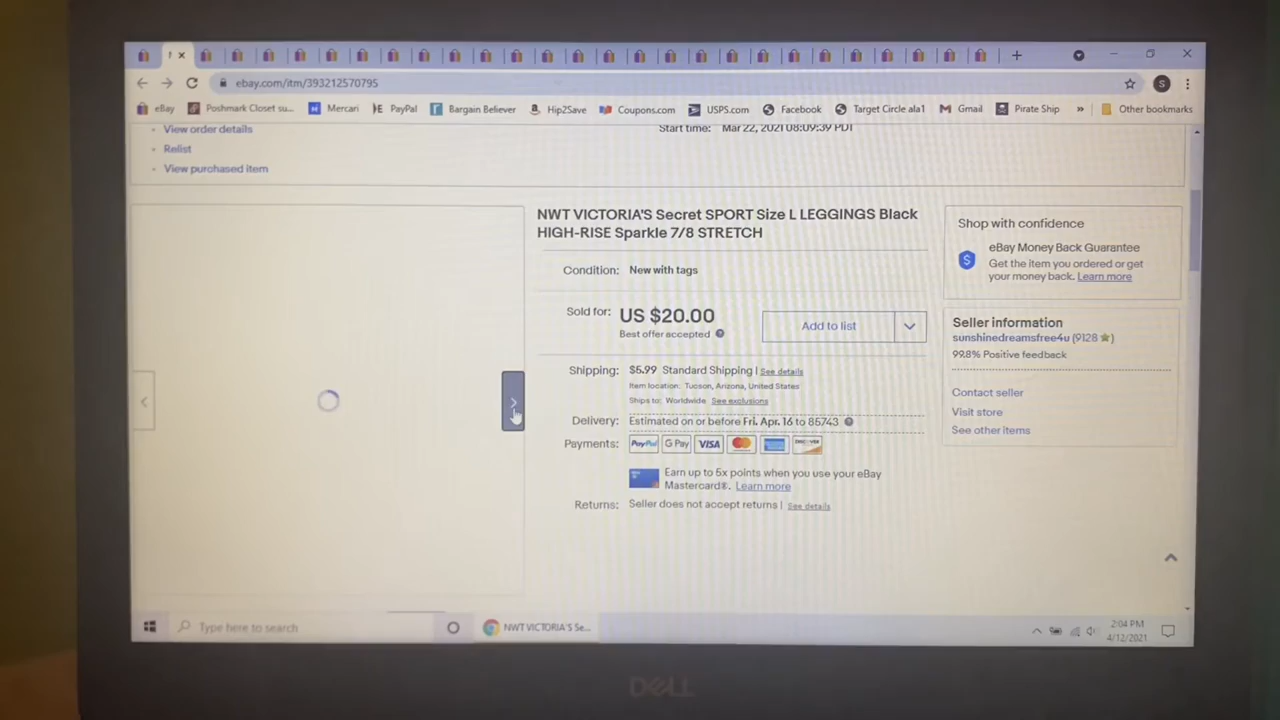 ebay.com/itm/393212570795
eBay Poshmark Closet su... Mercari PayPal Bargain Believer Hip2Save Coupons.com USPS.com Facebook Target Circle ala1 Gmail Pirate Ship » Other bookmarks
View order details
Start time: Mar 22, 2021 08:09:39 PDT
Relist
View purchased item
NWT VICTORIA'S Secret SPORT Size L LEGGINGS Black
HIGH-RISE Sparkle 7/8 STRETCH
Condition: New with tags
Sold for: US $20.00
Best offer accepted
Add to list
Shipping: $5.99 Standard Shipping | See details
Item location: Tucson, Arizona, United States
Ships to: Worldwide See exclusions
Delivery: Estimated on or before Fri. Apr. 16 to 85743
Payments: PayPal G Pay VISA
Earn up to 5x points when you use your eBay
Mastercard®. Learn more
Returns: Seller does not accept returns | See details
Shop with confidence
eBay Money Back Guarantee
Get the item you ordered or get
your money back. Learn more
Seller information
sunshinedreamsfree4u (9128)
99.8% Positive feedback
Contact seller
Visit store
See other items
Type here to search
NWT VICTORIA'S Se...
2:04 PM
4/12/2021
DELL